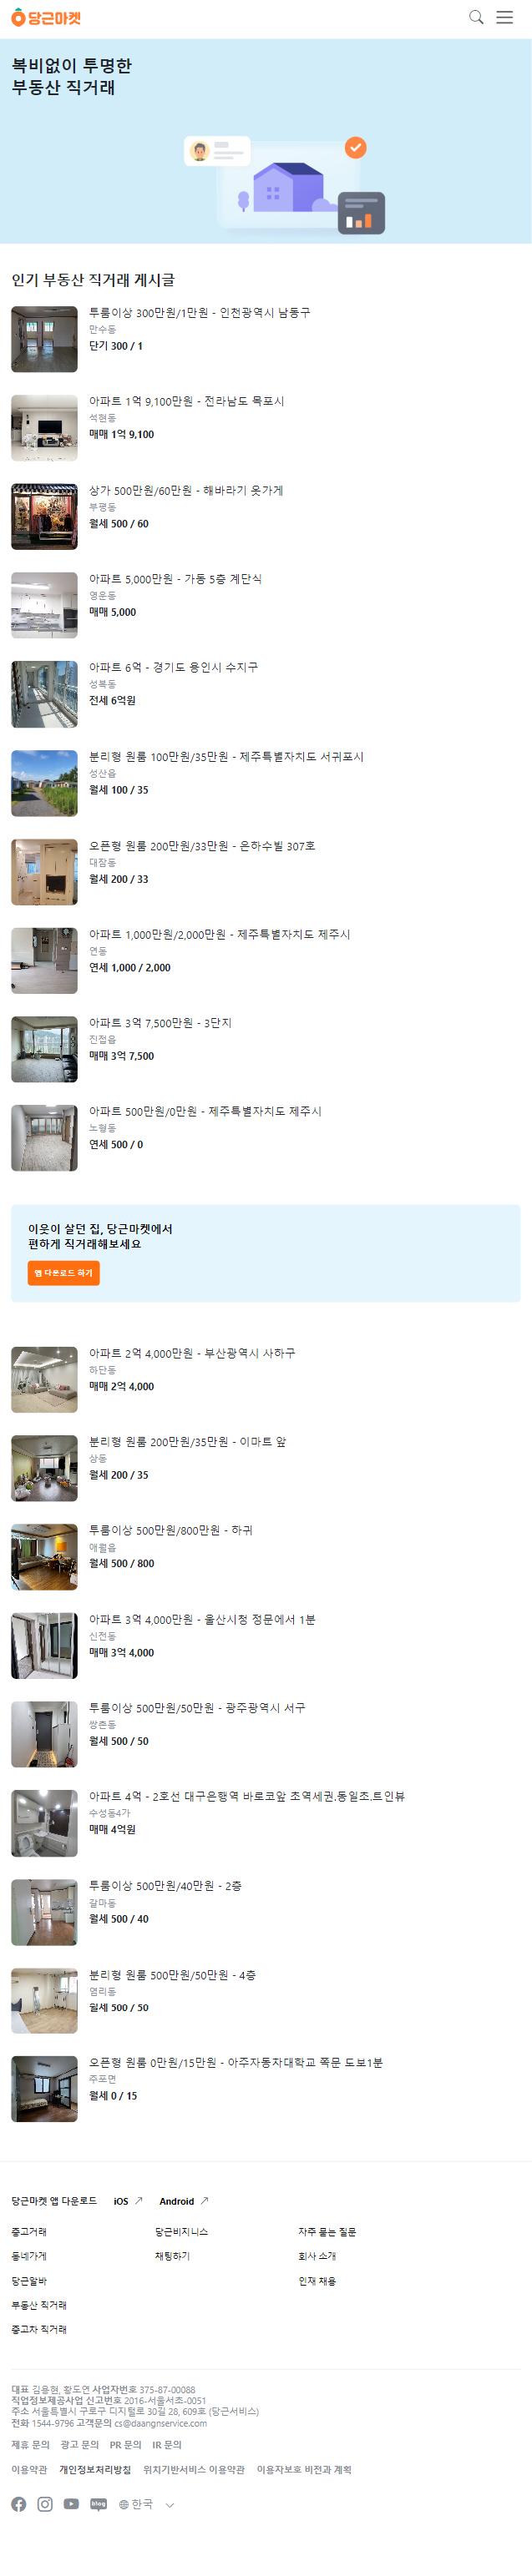 당근마켓
복비없이 투명한
부동산 직거래
인기 부동산 직거래 게시글
투룸이상 300만원/1만원 - 인천광역시 남동구
만수동
단기 300 / 1
아파트 1억 9,100만원 - 전라남도 목포시
석현동
매매 1억 9,100
상가 500만원/60만원 - 해바라기 옷가게
부평동
월세 500 / 60
아파트 5,000만원 - 가동 5층 계단식
영운동
매매 5,000
아파트 6억 - 경기도 용인시 수지구
성복동
전세 6억원
분리형 원룸 100만원/35만원 - 제주특별자치도 서귀포시
성산읍
월세 100 / 35
오픈형 원룸 200만원/33만원 - 은하수빌 307호
대잠동
월세 200 / 33
아파트 1,000만원/2,000만원 - 제주특별자치도 제주시
연동
연세 1,000 / 2,000
아파트 3억 7,500만원 - 3단지
진접읍
매매 3억 7,500
아파트 500만원/0만원 - 제주특별자치도 제주시
노형동
연세 500 / 0
이웃이 살던 집, 당근마켓에서
편하게 직거래해보세요
앱 다운로드 하기
아파트 2억 4,000만원 - 부산광역시 사하구
하단동
매매 2억 4,000
분리형 원룸 200만원/35만원 - 이마트 앞
상동
월세 200 / 35
투룸이상 500만원/800만원 - 하귀
애월읍
월세 500 / 800
아파트 3억 4,000만원 - 울산시청 정문에서 1분
신정동
매매 3억 4,000
투룸이상 500만원/50만원 - 광주광역시 서구
쌍촌동
월세 500 / 50
아파트 4억 - 2호선 대구은행역 바로코앞 초역세권,동일초,트인뷰
수성동4가
매매 4억원
투룸이상 500만원/40만원 - 2층
갈마동
월세 500 / 40
분리형 원룸 500만원/50만원 - 4층
염리동
월세 500 / 50
오픈형 원룸 0만원/15만원 - 아주자동차대학교 쪽문 도보1분
주포면
월세 0 / 15
당근마켓 앱 다운로드 iOS Android
중고거래 당근비지니스 자주 묻는 질문
동네가게 채팅하기 회사 소개
당근알바 인재 채용
부동산 직거래
중고차 직거래
대표 김용현, 황도연 사업자번호 375-87-00088
직업정보제공사업 신고번호 2016-서울서초-0051
주소 서울특별시 구로구 디지털로 30길 28, 609호 (당근서비스)
전화 1544-9796 고객문의 cs@daangnservice.com
제휴 문의 광고 문의 PR 문의 IR 문의
이용약관 개인정보처리방침 위치기반서비스 이용약관 이용자보호 비전과 계획
blog 한국